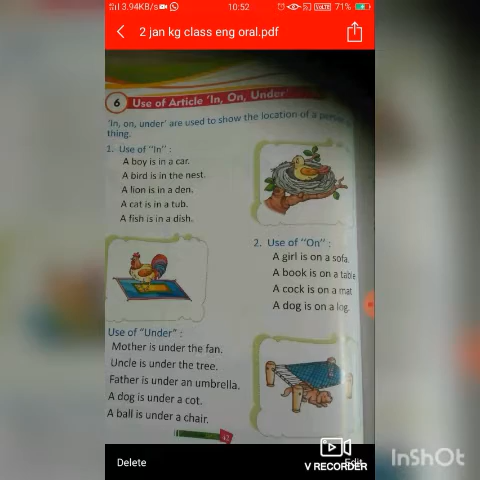 3.94KB/s
10:52
71%
2 jan kg class eng oral.pdf
6 Use of Article 'In, On, Under'
'In, on, under' are used to show the location of a person
thing.
1. Use of "In" :
A boy is in a car.
A bird is in the nest.
A lion is in a den.
A cat is in a tub.
A fish is in a dish.
2. Use of "On" :
A girl is on a sofa.
A book is on a table
A cock is on a mat
A dog is on a log.
Use of "Under" :
Mother is under the fan.
Uncle is under the tree.
Father is under an umbrella.
A dog is under a cot.
A ball is under a chair.
Delete
Edit
V RECORDER
InShOt